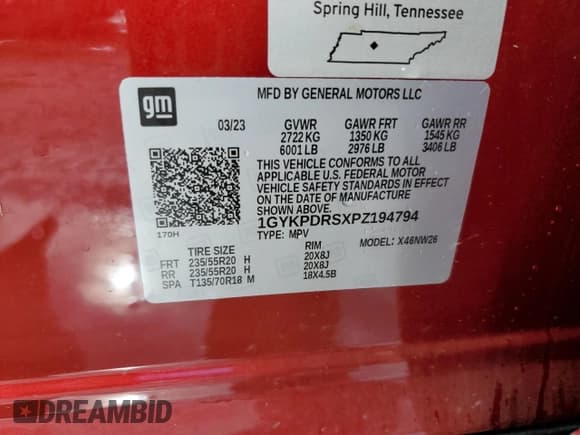 Spring Hill, Tennessee
gm
MFD BY GENERAL MOTORS LLC
03/23 GVWR GAWR FRT GAWR RR
2722 KG 1350 KG 1545 KG
6001 LB 2976 LB 3406 LB
THIS VEHICLE CONFORMS TO ALL
APPLICABLE U.S. FEDERAL MOTOR
VEHICLE SAFETY STANDARDS IN EFFECT
ON THE DATE OF MANUFACTURE
SHOWN ABOVE.
1GYKPDRSXPZ194794
170H TYPE: MPV MODEL: X46NW26
TIRE SIZE RIM
FRT 235/55R20 H 20X8J
RR 235/55R20 H 20X8J
SPA T135/70R18 M 18X4.5B
DREAMBID